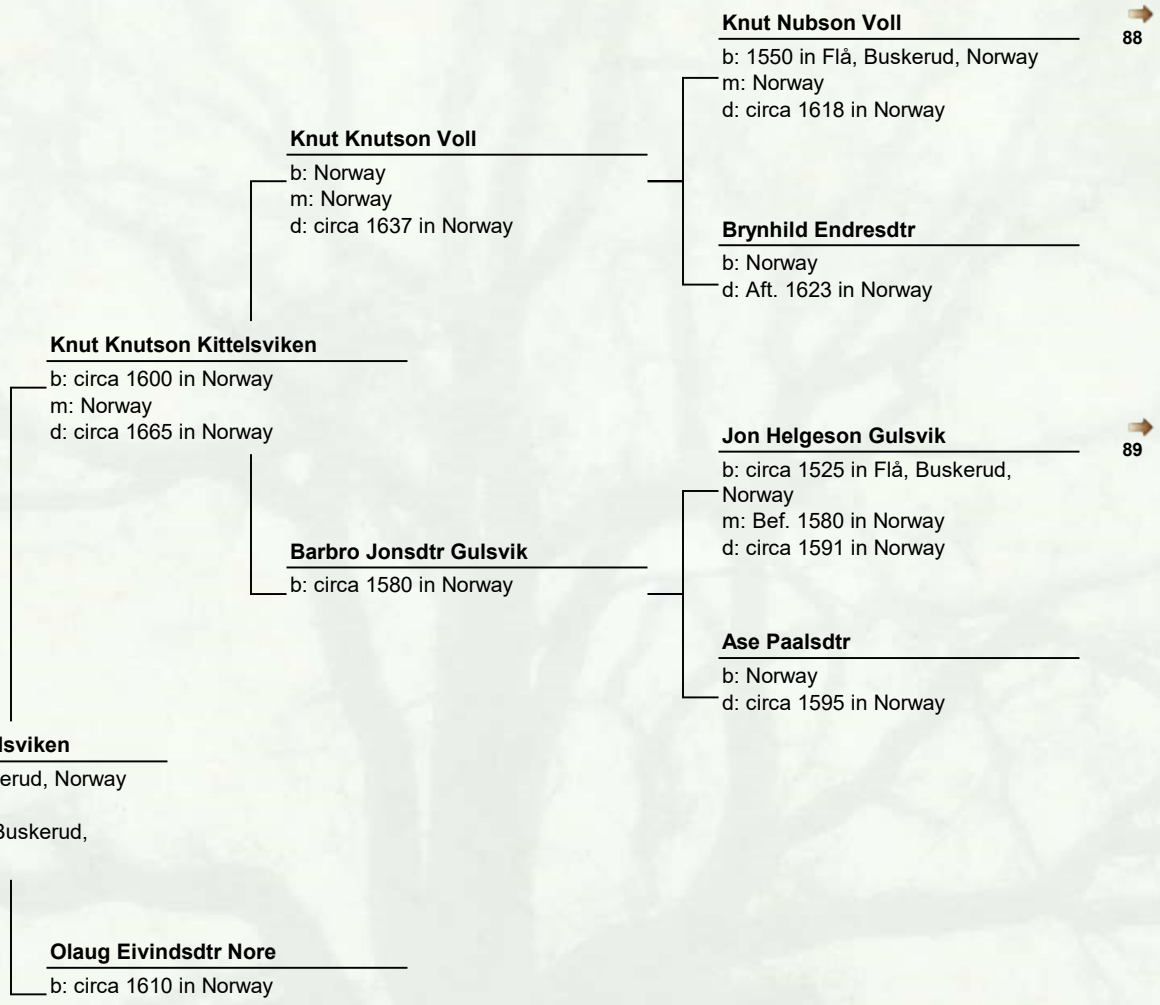 Knut Nubson Voll
88
b: 1550 in Flå, Buskerud, Norway
m: Norway
d: circa 1618 in Norway
Knut Knutson Voll
b: Norway
m: Norway
d: circa 1637 in Norway
Brynhild Endresdtr
b: Norway
d: Aft. 1623 in Norway
Knut Knutson Kittelsviken
b: circa 1600 in Norway
m: Norway
d: circa 1665 in Norway
Jon Helgeson Gulsvik
89
b: circa 1525 in Flå, Buskerud,
Norway
m: Bef. 1580 in Norway
d: circa 1591 in Norway
Barbro Jonsdtr Gulsvik
b: circa 1580 in Norway
Ase Paalsdtr
b: Norway
d: circa 1595 in Norway
lsviken
erud, Norway
Buskerud,
Olaug Eivindsdtr Nore
b: circa 1610 in Norway